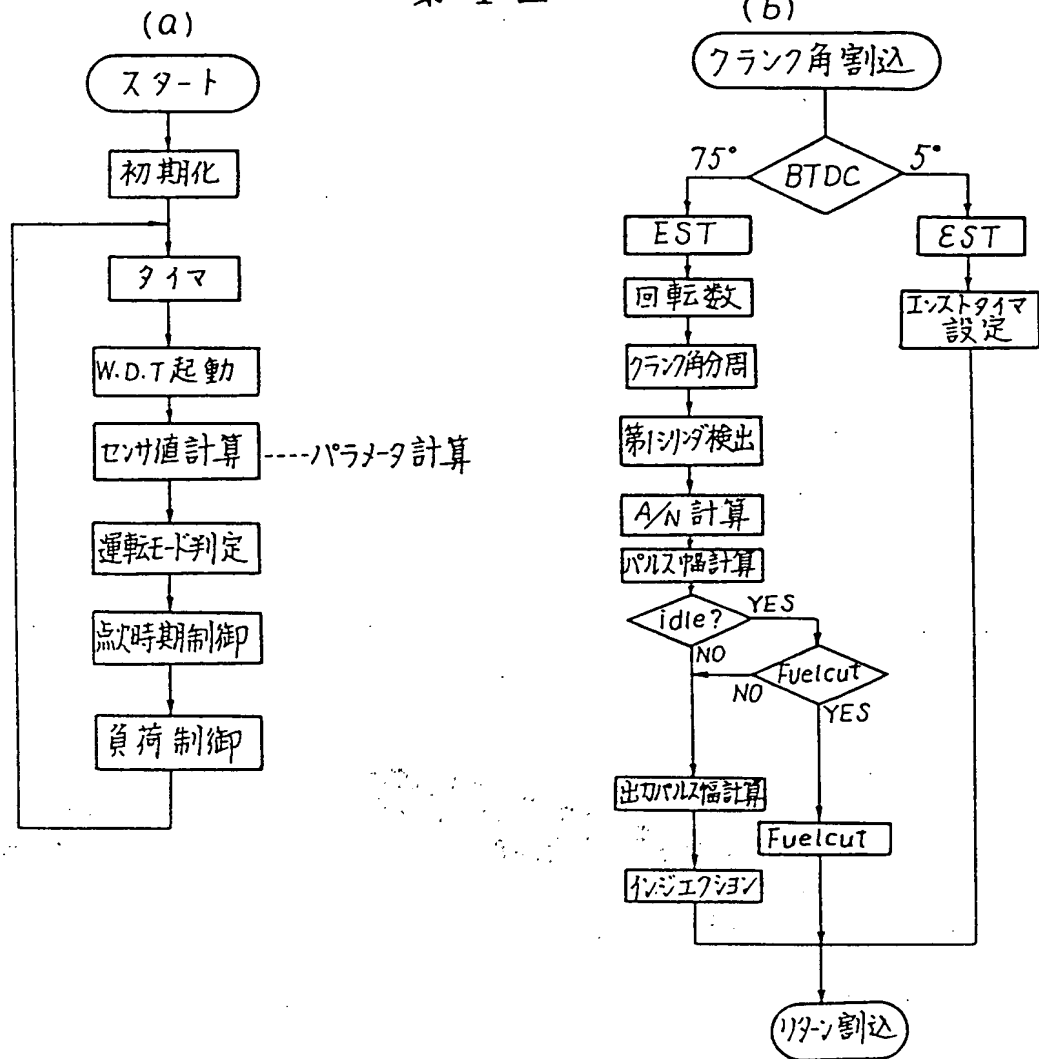 (a)
スタート
初期化
タイマ
W.D.T 起動
センサ値計算 ----パラメータ計算
運転モード判定
点火時期制御
負荷制御
(b)
クランク角割込
BTDC
75°
5°
EST
回転数
クランク角分周
第1シリンダ検出
A/N 計算
パルス幅計算
idle?
YES
NO
Fuelcut
NO
YES
出力パルス幅計算
インジエクション
Fuelcut
EST
エンストタイマ
設定
リターン割込